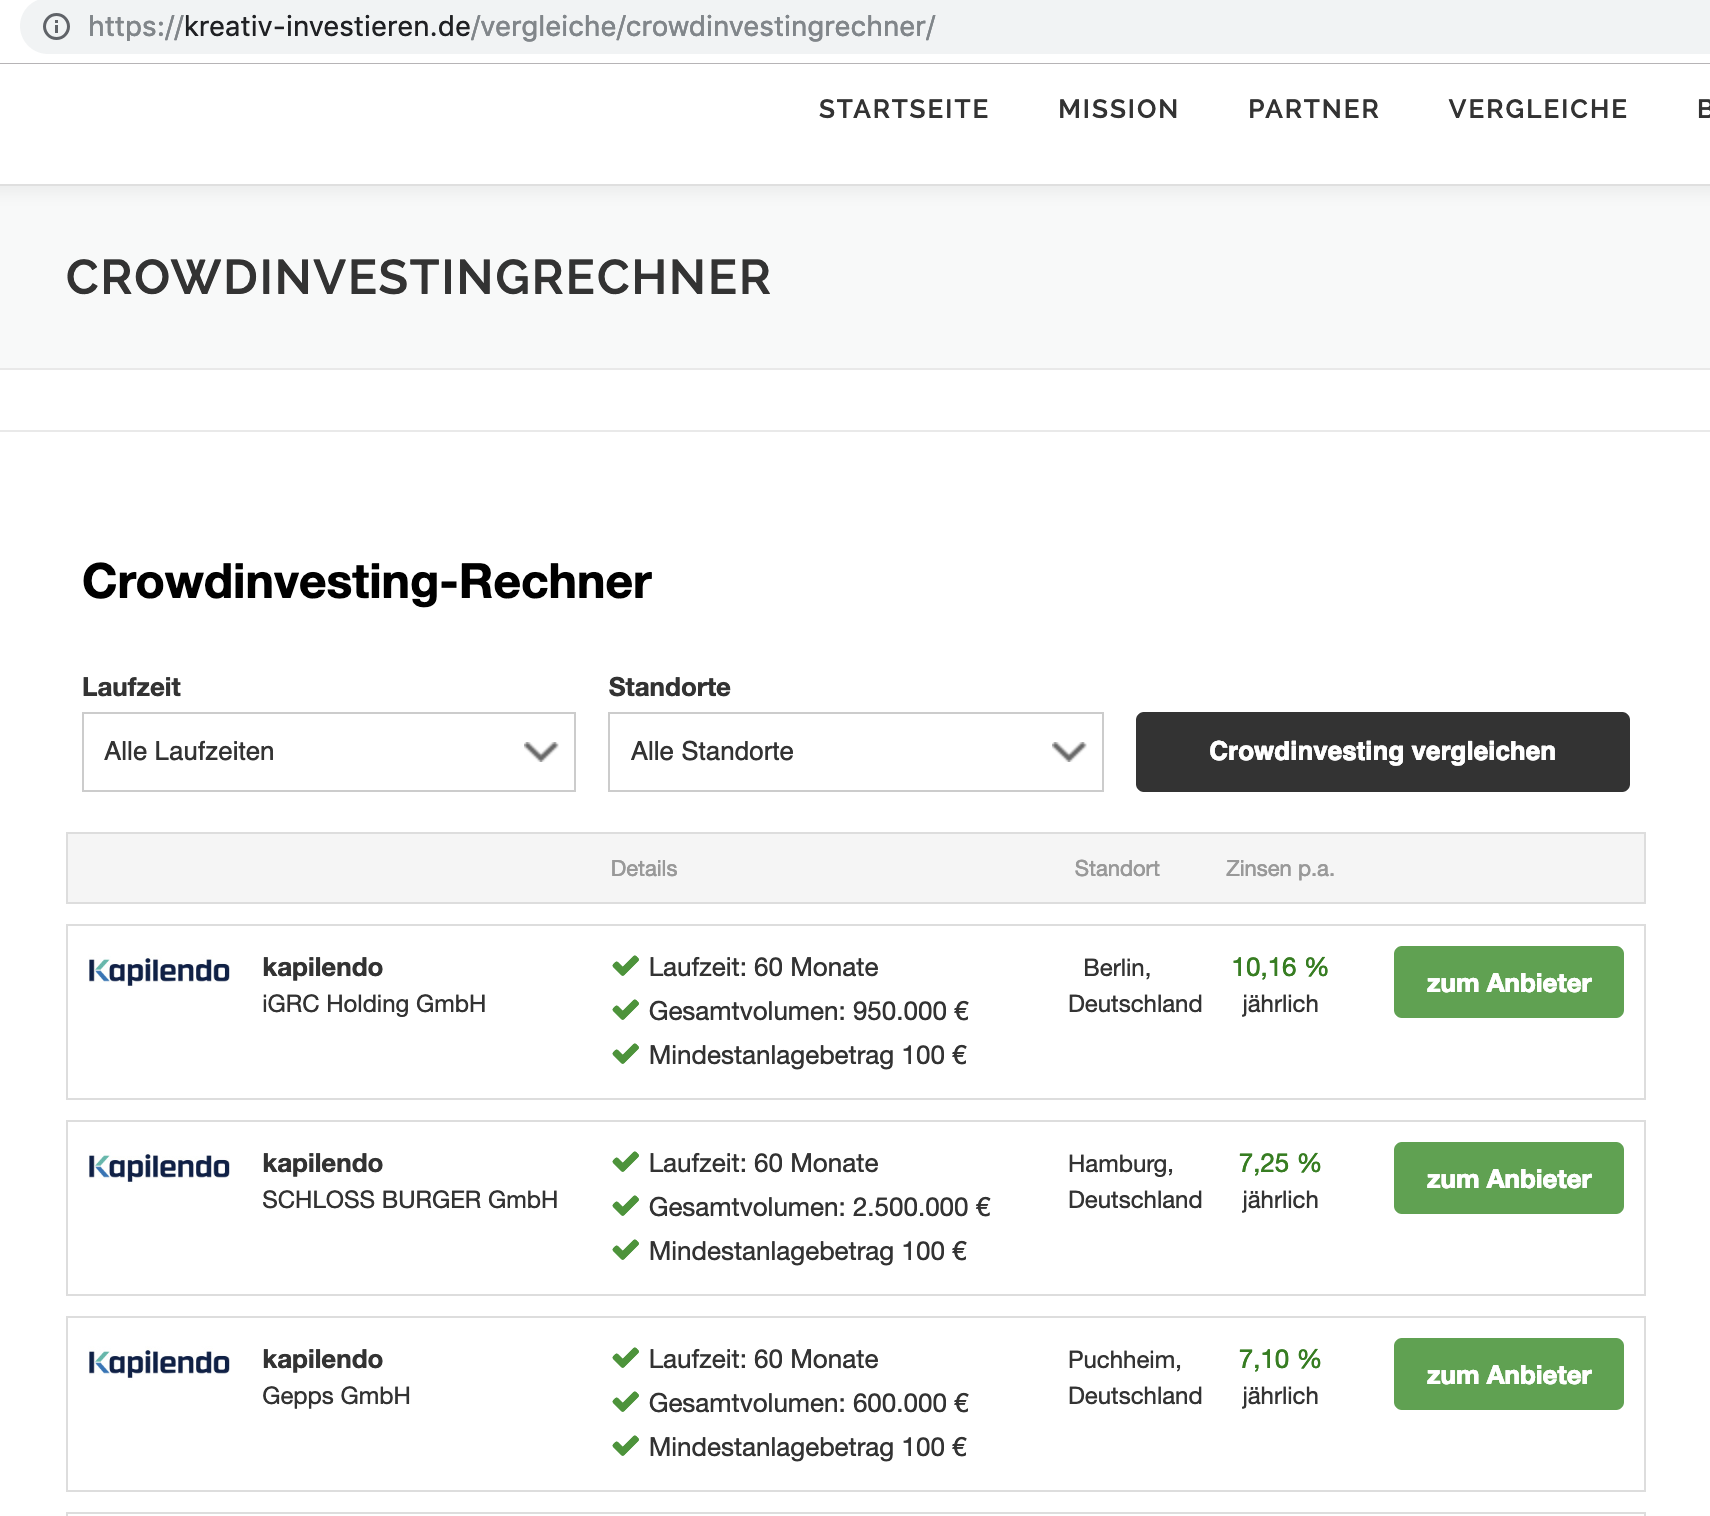 https://kreativ-investieren.de/vergleiche/crowdinvestingrechner/
STARTSEITE MISSION PARTNER VERGLEICHE
CROWDINVESTINGRECHNER
Crowdinvesting-Rechner
Laufzeit Standorte
Alle Laufzeiten Alle Standorte Crowdinvesting vergleichen
Details Standort Zinsen p.a.
Kapilendo kapilendo Laufzeit: 60 Monate Berlin, 10,16 % zum Anbieter
iGRC Holding GmbH Gesamtvolumen: 950.000 € Deutschland jährlich
Mindestanlagebetrag 100 €
Kapilendo kapilendo Laufzeit: 60 Monate Hamburg, 7,25 % zum Anbieter
SCHLOSS BURGER GmbH Gesamtvolumen: 2.500.000 € Deutschland jährlich
Mindestanlagebetrag 100 €
Kapilendo kapilendo Laufzeit: 60 Monate Puchheim, 7,10 % zum Anbieter
Gepps GmbH Gesamtvolumen: 600.000 € Deutschland jährlich
Mindestanlagebetrag 100 €